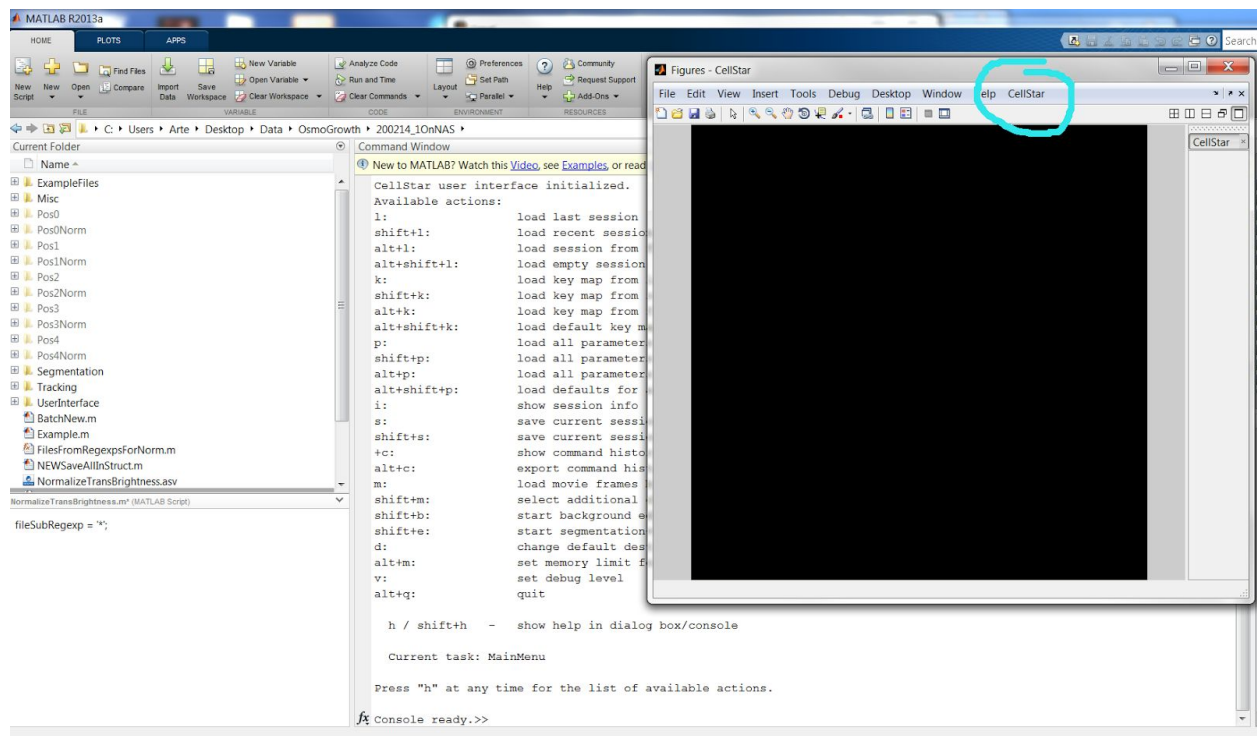 MATLAB R2013a
HOME PLOTS APPS
Search
New Script
New
Open
Find Files
Compare
Import Data
Save Workspace
New Variable
Open Variable
Clear Workspace
Analyze Code
Run and Time
Clear Commands
Layout
Preferences
Set Path
Parallel
Help
Community
Request Support
Add-Ons
FILE VARIABLE CODE ENVIRONMENT RESOURCES
C: Users Arte Desktop Data OsmoGrowth 200214_1OnNAS
Current Folder
Name
ExampleFiles
Misc
Pos0
Pos0Norm
Pos1
Pos1Norm
Pos2
Pos2Norm
Pos3
Pos3Norm
Pos4
Pos4Norm
Segmentation
Tracking
UserInterface
BatchNew.m
Example.m
FilesFromRegexpsForNorm.m
NEWSaveAllInStruct.m
NormalizeTransBrightness.asv
NormalizeTransBrightness.m* (MATLAB Script)
fileSubRegexp = '*';
Command Window
New to MATLAB? Watch this Video, see Examples, or read
CellStar user interface initialized.
Available actions:
l: load last session
shift+l: load recent sessio
alt+l: load session from
alt+shift+l: load empty session
k: load key map from
shift+k: load key map from
alt+k: load key map from
alt+shift+k: load default key m
p: load all parameter
shift+p: load all parameter
alt+p: load all parameter
alt+shift+p: load defaults for
i: show session info
s: save current sessi
shift+s: save current sessi
+c: show command histo
alt+c: export command his
m: load movie frames
shift+m: select additional
shift+b: start background e
shift+e: start segmentation
d: change default des
alt+m: set memory limit f
v: set debug level
alt+q: quit
h / shift+h - show help in dialog box/console
Current task: MainMenu
Press "h" at any time for the list of available actions.
fx Console ready.>>
Figures - CellStar
File Edit View Insert Tools Debug Desktop Window elp CellStar
CellStar